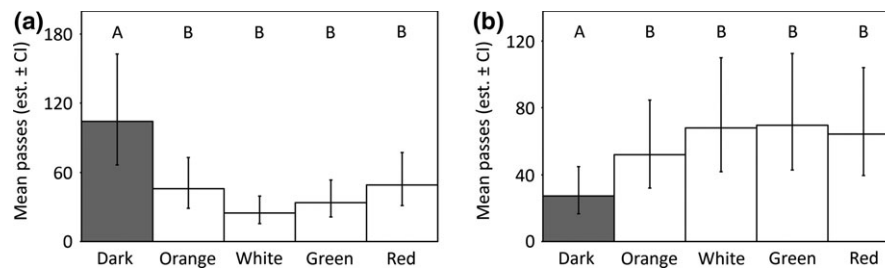 (a)
Mean passes (est. ± CI)
180
120
60
0
A B B B B
Dark Orange White Green Red
(b)
Mean passes (est. ± CI)
120
80
40
0
A B B B B
Dark Orange White Green Red